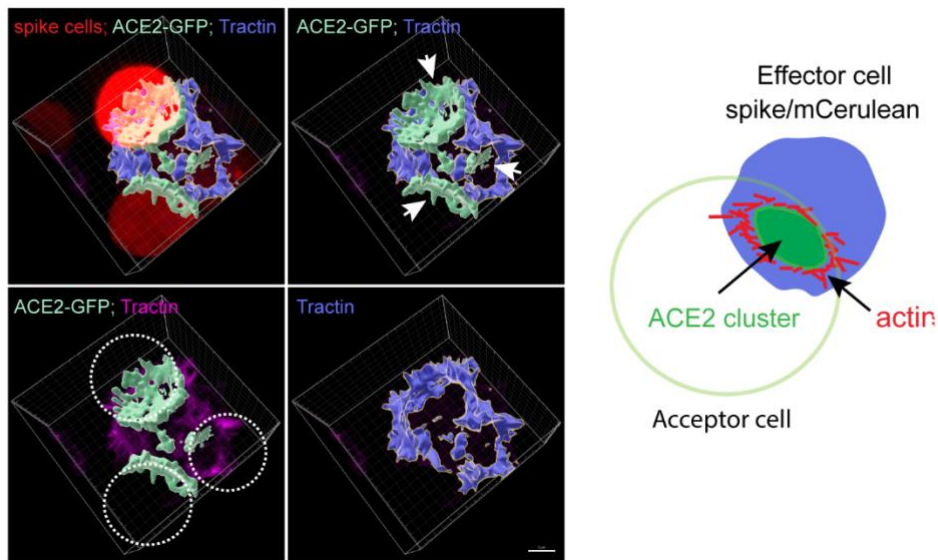 spike cells; ACE2-GFP; Tractin
ACE2-GFP; Tractin
ACE2-GFP; Tractin
Tractin
Effector cell
spike/mCerulean
ACE2 cluster
actin
Acceptor cell